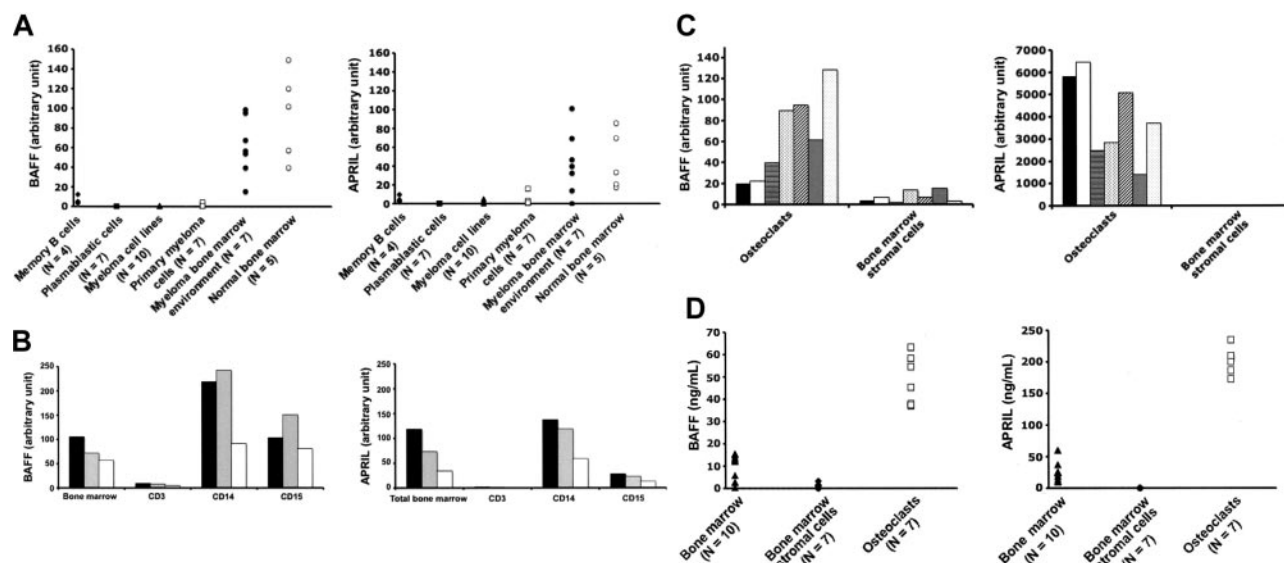 A
BAFF (arbitrary unit)
160
140
120
100
80
60
40
20
0
Memory B cells
(N = 4)
Plasmablastic cells
(N = 7)
Myeloma cell lines
(N = 10)
Primary myeloma
cells (N = 7)
Myeloma bone marrow
environment (N = 7)
Normal bone marrow
(N = 5)
APRIL (arbitrary unit)
160
140
120
100
80
60
40
20
0
Memory B cells
(N = 4)
Plasmablastic cells
(N = 7)
Myeloma cell lines
(N = 10)
Primary myeloma
cells (N = 7)
Myeloma bone marrow
environment (N = 7)
Normal bone marrow
(N = 5)
B
BAFF (arbitrary unit)
250
200
150
100
50
0
Bone marrow
CD3
CD14
CD15
APRIL (arbitrary unit)
250
200
150
100
50
0
Total bone marrow
CD3
CD14
CD15
C
BAFF (arbitrary unit)
140
120
100
80
60
40
20
0
Osteoclasts
Bone marrow
stromal cells
APRIL (arbitrary unit)
7000
6000
5000
4000
3000
2000
1000
0
Osteoclasts
Bone marrow
stromal cells
D
BAFF (ng/mL)
70
60
50
40
30
20
10
0
Bone marrow
(N = 10)
Bone marrow
stromal cells
(N = 7)
Osteoclasts
(N = 7)
APRIL (ng/mL)
250
200
150
100
50
0
Bone marrow
(N = 10)
Bone marrow
stromal cells
(N = 7)
Osteoclasts
(N = 7)